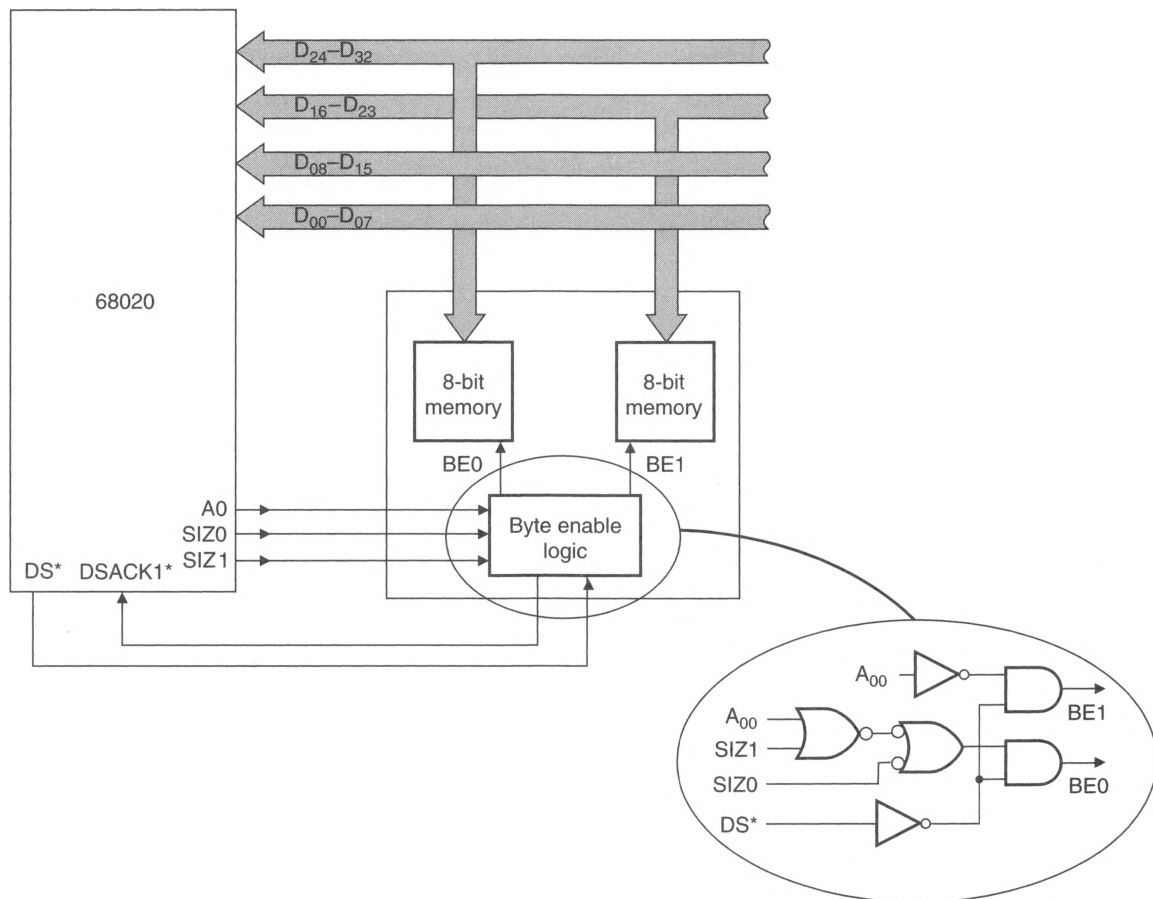 D24–D32
D16–D23
D08–D15
D00–D07
68020
8-bit
memory
8-bit
memory
BE0
BE1
A0
SIZ0
SIZ1
Byte enable
logic
DS*
DSACK1*
A00
BE1
A00
SIZ1
SIZ0
BE0
DS*